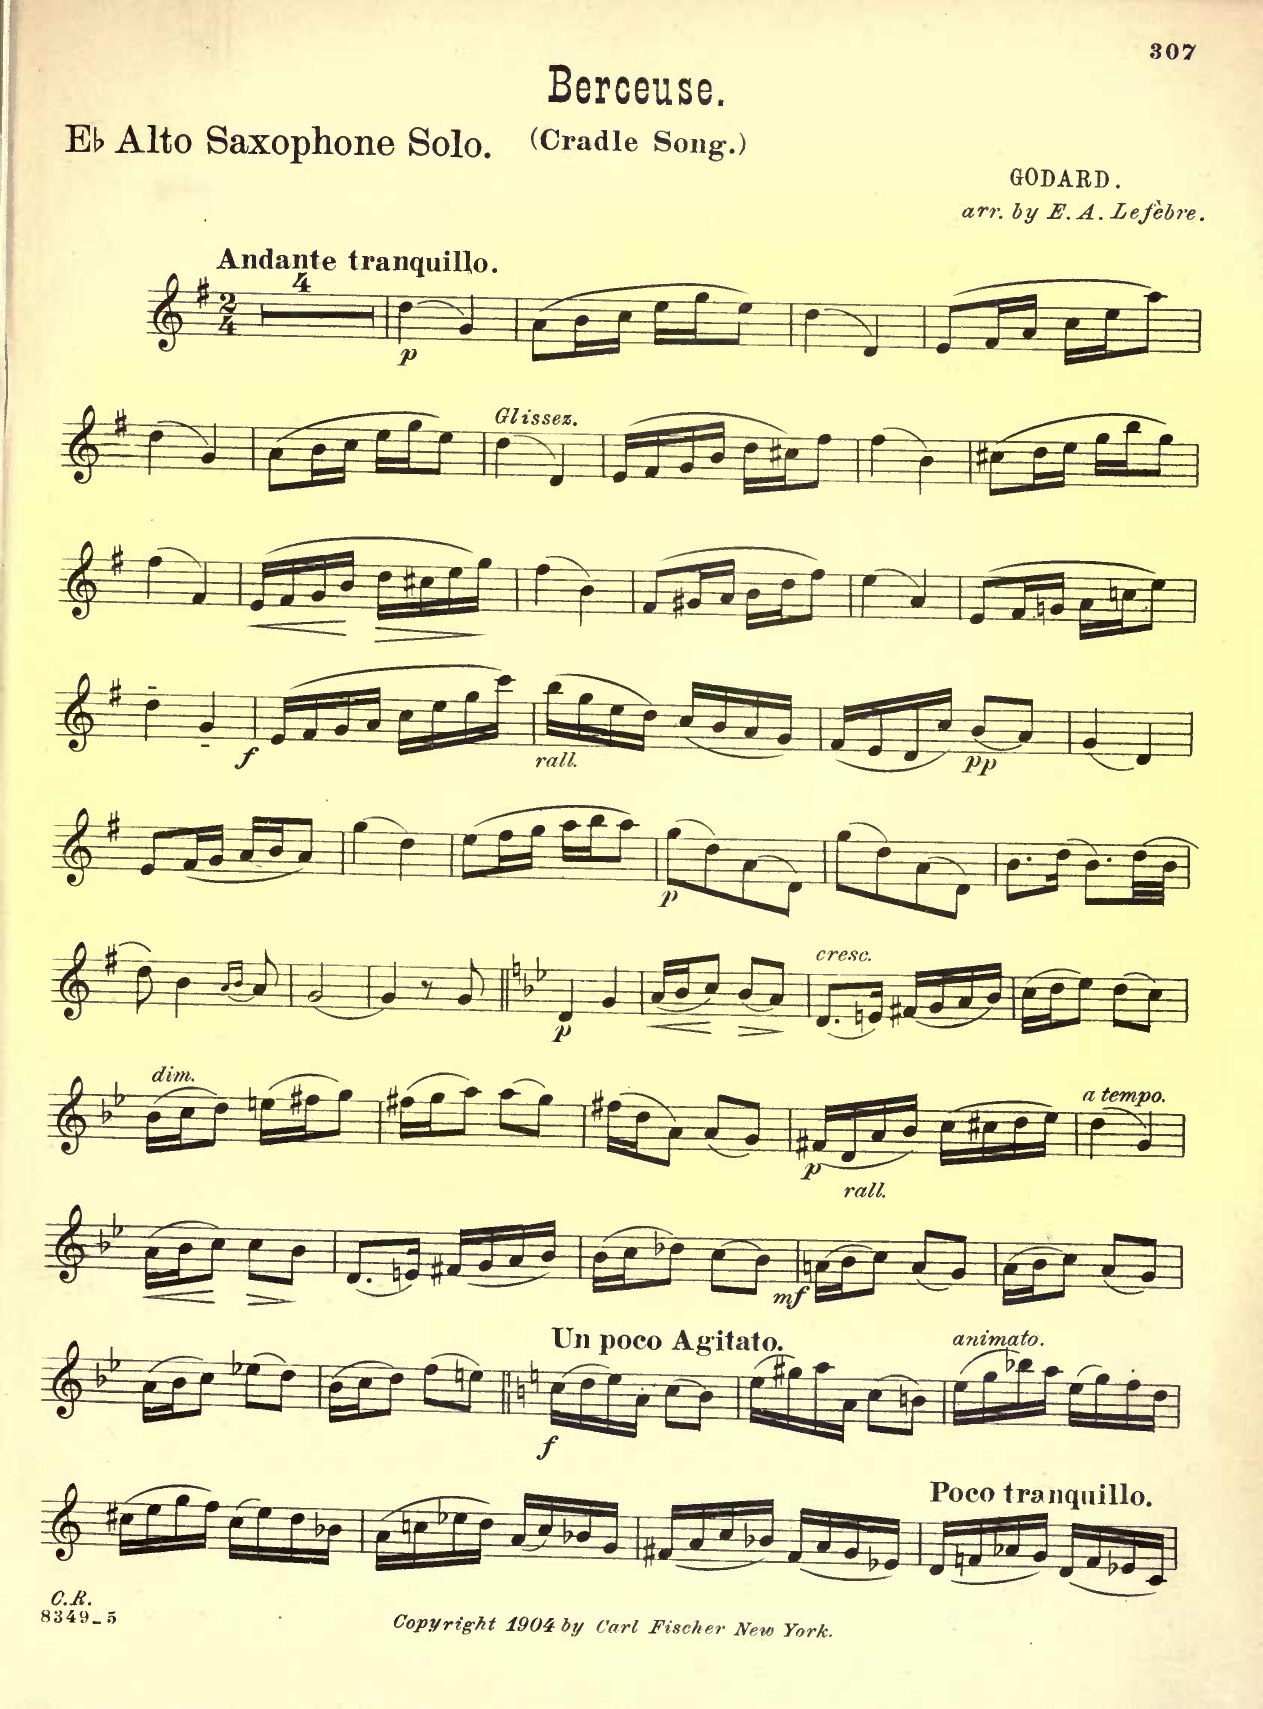 307
Berceuse.
E♭ Alto Saxophone Solo. (Cradle Song.)
GODARD.
arr. by E. A. Lefèbre.
Andante tranquillo.
4
2
4
p
Glissez.
f
rall.
pp
p
cresc.
p
dim.
a tempo.
p
rall.
mf
Un poco Agitato.
animato.
f
Poco tranquillo.
C.R.
8349_5
Copyright 1904 by Carl Fischer New York.